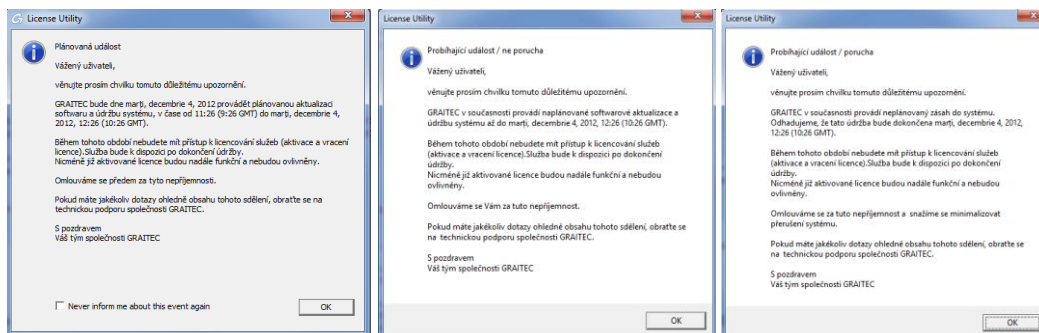 License Utility
Plánovaná událost
Vážený uživateli,
věnujte prosím chvilku tomuto důležitému upozornění.
GRAITEC bude dne marți, decembrie 4, 2012 provádět plánovanou aktualizaci
softwaru a údržbu systému, v čase od 11:26 (9:26 GMT) do marți, decembrie 4,
2012, 12:26 (10:26 GMT).
Během tohoto období nebudete mít přístup k licencování služeb (aktivace a vracení
licence).Služba bude k dispozici po dokončení údržby.
Nicméně již aktivované licence budou nadále funkční a nebudou ovlivněny.
Omlouváme se předem za tyto nepříjemnosti.
Pokud máte jakékoliv dotazy ohledně obsahu tohoto sdělení, obraťte se na
technickou podporu společnosti GRAITEC.
S pozdravem
Váš tým společnosti GRAITEC
Never inform me about this event again
OK
License Utility
Probíhající událost / ne porucha
Vážený uživateli,
věnujte prosím chvilku tomuto důležitému upozornění.
GRAITEC v současnosti provádí naplánované softwarové aktualizace a
údržbu systému až do marți, decembrie 4, 2012, 12:26 (10:26 GMT).
Během tohoto období nebudete mít přístup k licencování služeb
(aktivace a vracení licence).Služba bude k dispozici po dokončení
údržby.
Nicméně již aktivované licence budou nadále funkční a nebudou
ovlivněny.
Omlouváme se Vám za tuto nepříjemnost.
Pokud máte jakékoliv dotazy ohledně obsahu tohoto sdělení, obraťte se
na technickou podporu společnosti GRAITEC.
S pozdravem
Váš tým společnosti GRAITEC
OK
License Utility
Probíhající událost / porucha
Vážený uživateli,
věnujte prosím chvilku tomuto důležitému upozornění.
GRAITEC v současnosti provádí neplánovaný zásah do systému.
Odhadujeme, že tato údržba bude dokončena marți, decembrie 4, 2012,
12:26 (10:26 GMT).
Během tohoto období nebudete mít přístup k licencování služeb
(aktivace a vracení licence).Služba bude k dispozici po dokončení
údržby.
Nicméně již aktivované licence budou nadále funkční a nebudou
ovlivněny.
Omlouváme se za tuto nepříjemnost a snažíme se minimalizovat
přerušení systému.
Pokud máte jakékoliv dotazy ohledně obsahu tohoto sdělení, obraťte se
na technickou podporu společnosti GRAITEC.
S pozdravem
Váš tým společnosti GRAITEC
OK